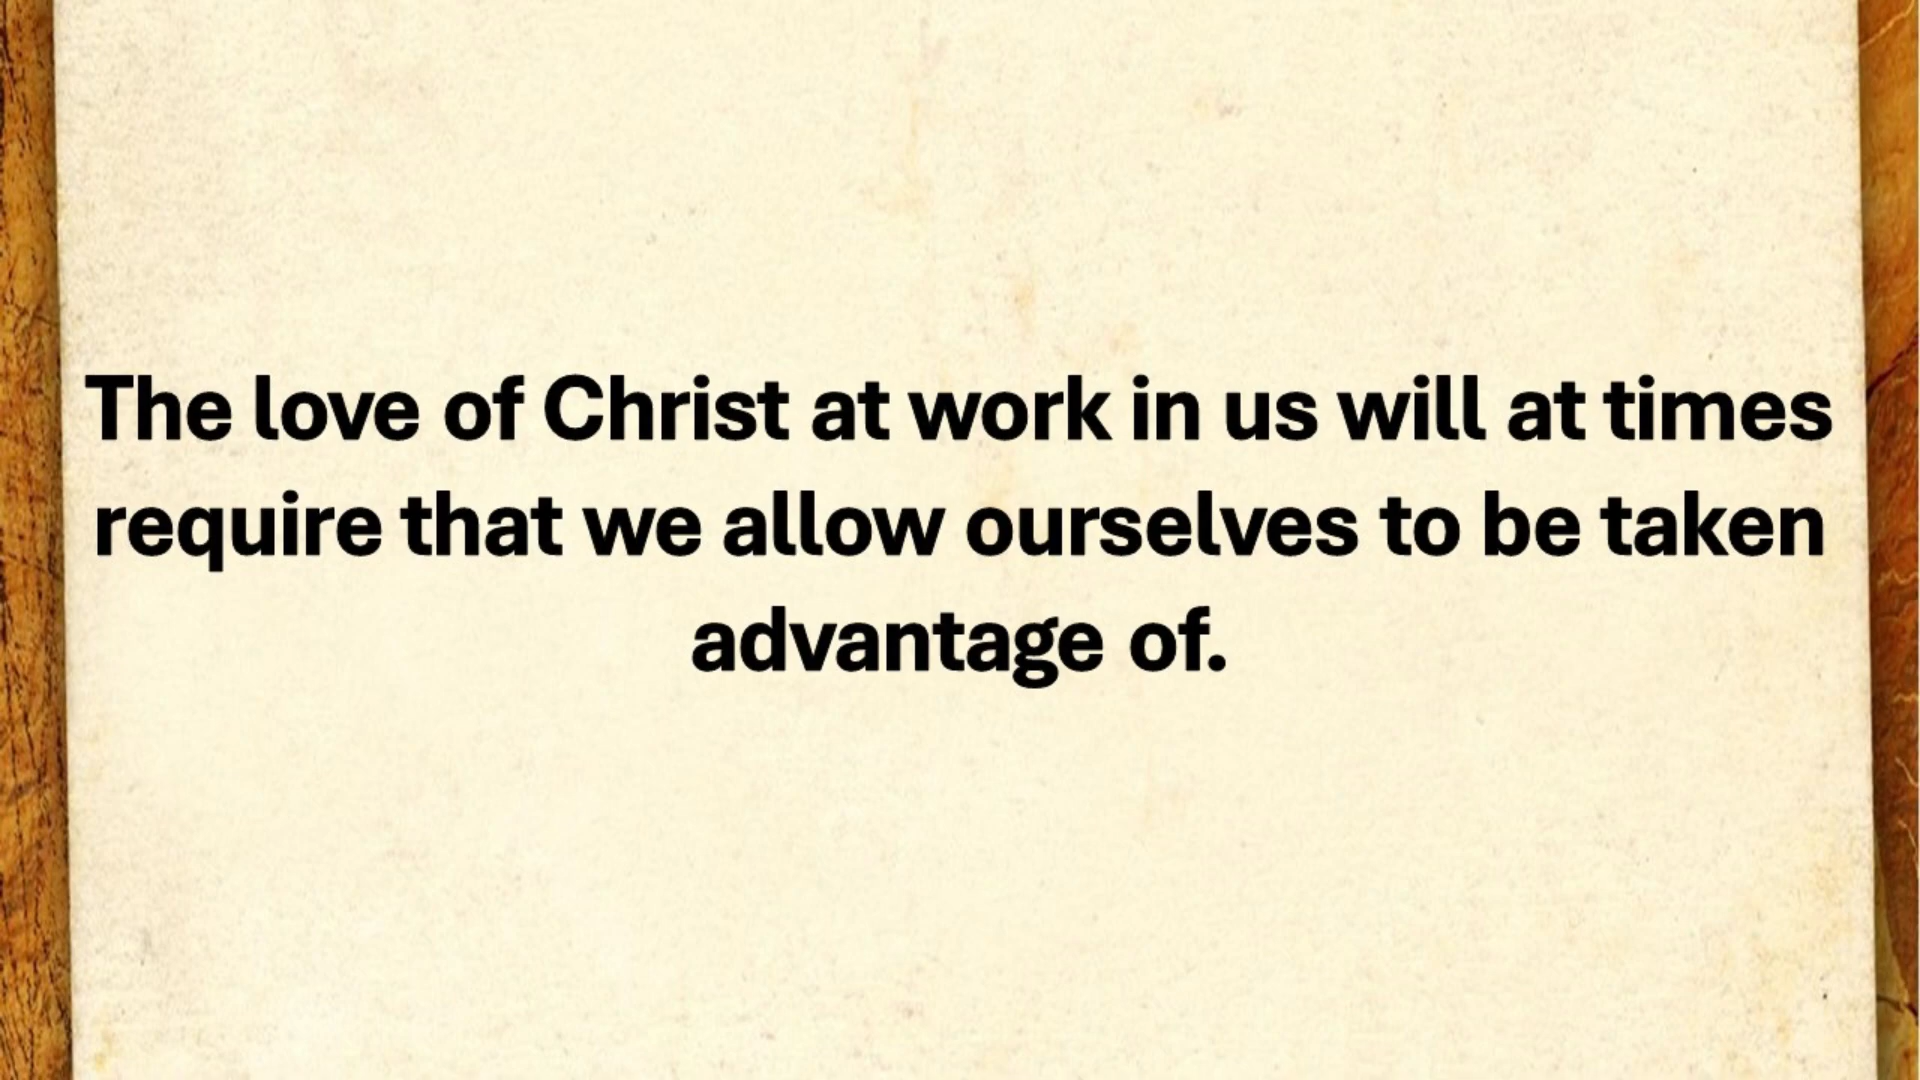 The love of Christ at work in us will at times
require that we allow ourselves to be taken
advantage of.